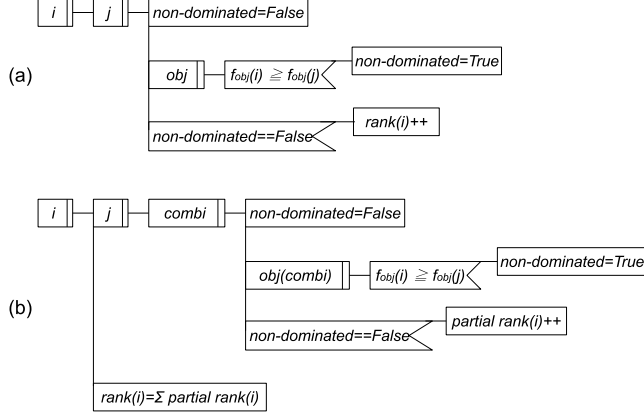 i j non-dominated=False
(a) obj fobj(i) ≧ fobj(j) non-dominated=True
non-dominated==False rank(i)++
i j combi non-dominated=False
obj(combi) fobj(i) ≧ fobj(j) non-dominated=True
(b)
non-dominated==False partial rank(i)++
rank(i)=Σ partial rank(i)